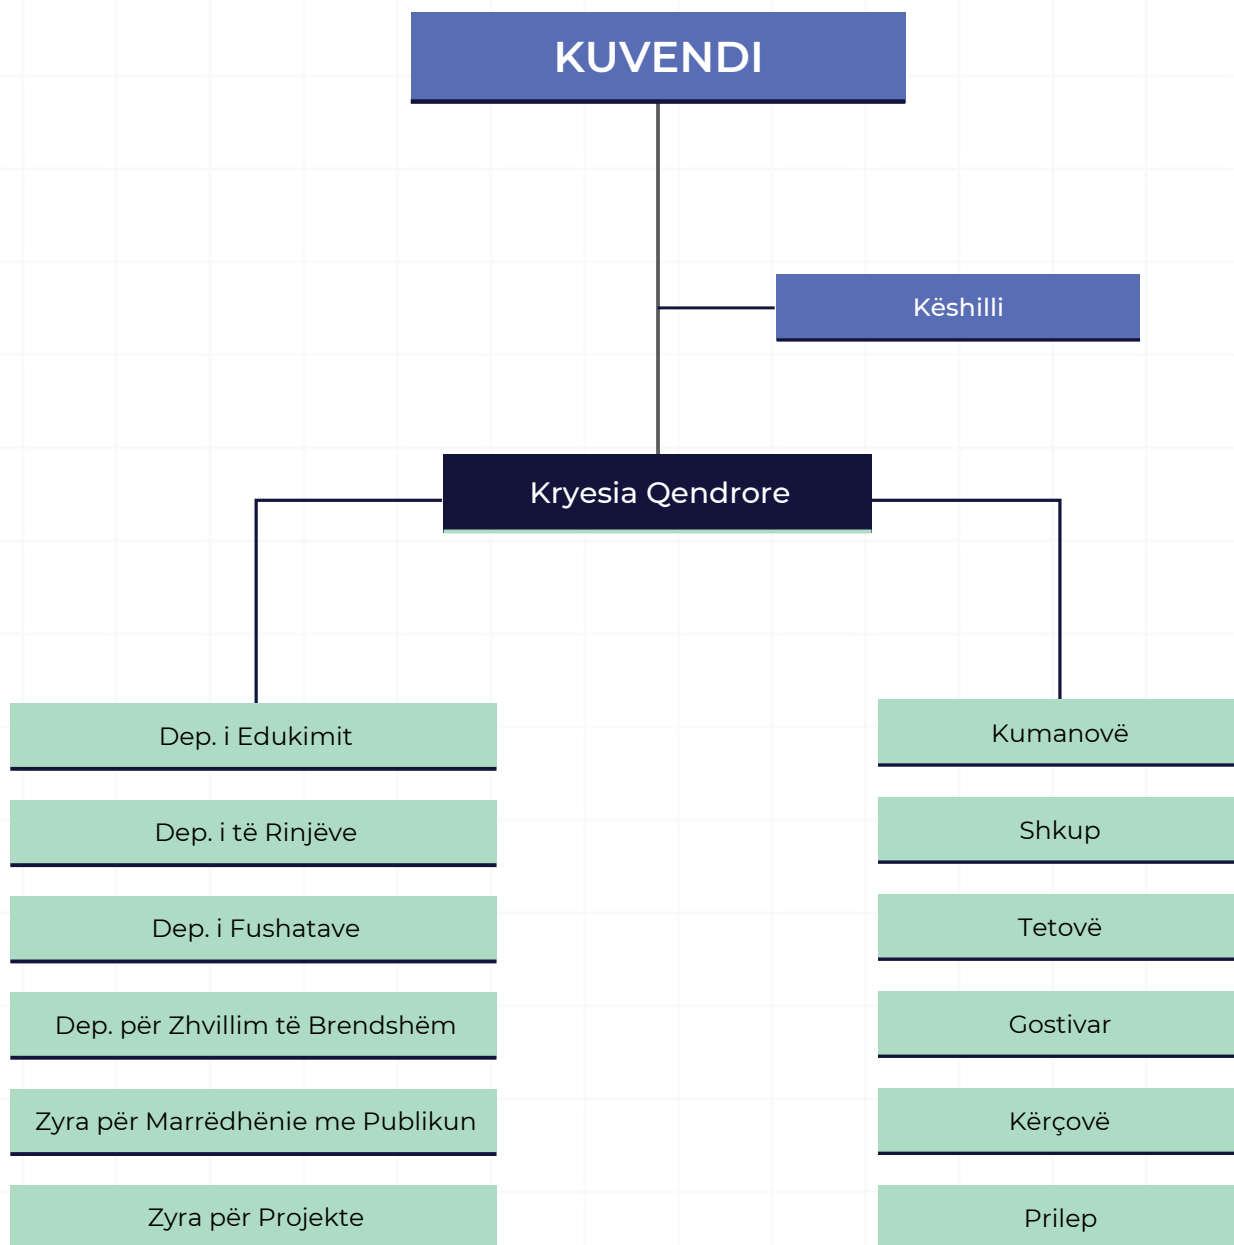 KUVENDI
Këshilli
Kryesia Qendrore
Dep. i Edukimit
Dep. i të Rinjëve
Dep. i Fushatave
Dep. për Zhvillim të Brendshëm
Zyra për Marrëdhënie me Publikun
Zyra për Projekte
Kumanovë
Shkup
Tetovë
Gostivar
Kërçovë
Prilep